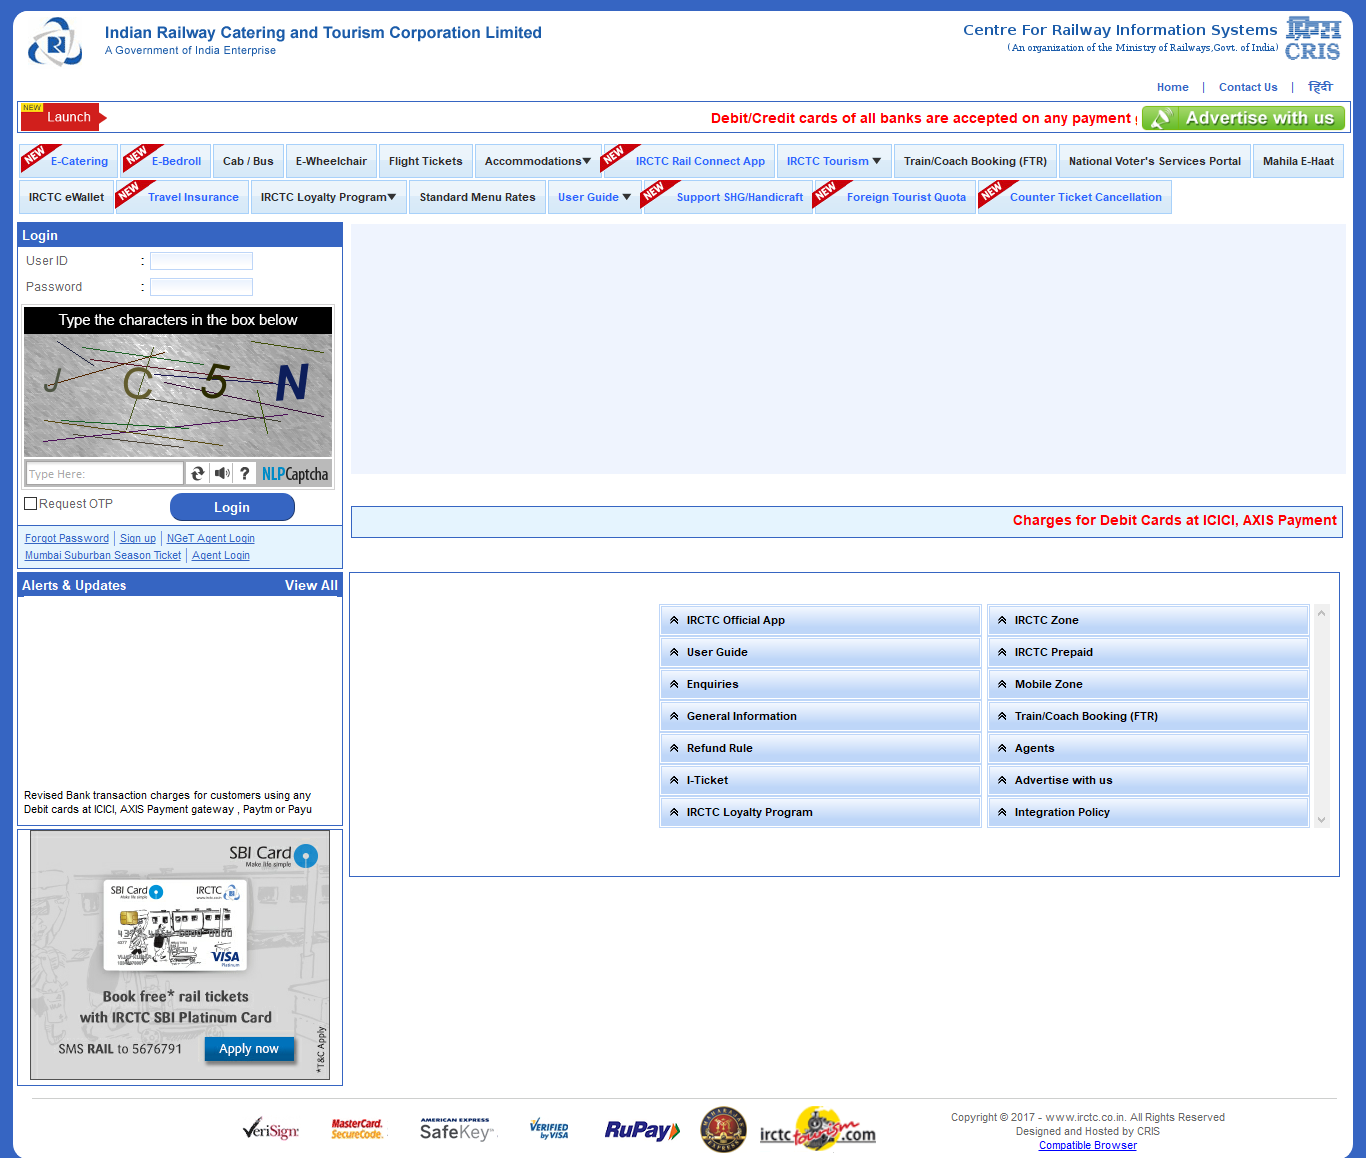 Indian Railway Catering and Tourism Corporation Limited
A Government of India Enterprise
Centre For Railway Information Systems
(An organization of the Ministry of Railways,Govt. of India)
CRIS
Home | Contact Us | हिंदी
NEW
Launch
Debit/Credit cards of all banks are accepted on any payment
Advertise with us
NEW E-Catering NEW E-Bedroll Cab / Bus E-Wheelchair Flight Tickets Accommodations NEW IRCTC Rail Connect App IRCTC Tourism Train/Coach Booking (FTR) National Voter's Services Portal Mahila E-Haat
IRCTC eWallet NEW Travel Insurance IRCTC Loyalty Program Standard Menu Rates User Guide NEW Support SHG/Handicraft NEW Foreign Tourist Quota NEW Counter Ticket Cancellation
Login
User ID :
Password :
Type the characters in the box below
J C 5 N
Type Here: ? NLPCaptcha
Request OTP Login
Forgot Password | Sign up | NGeT Agent Login
Mumbai Suburban Season Ticket | Agent Login
Charges for Debit Cards at ICICI, AXIS Payment
Alerts & Updates View All
Revised Bank transaction charges for customers using any
Debit cards at ICICI, AXIS Payment gateway , Paytm or Payu
IRCTC Official App
User Guide
Enquiries
General Information
Refund Rule
I-Ticket
IRCTC Loyalty Program
IRCTC Zone
IRCTC Prepaid
Mobile Zone
Train/Coach Booking (FTR)
Agents
Advertise with us
Integration Policy
SBI Card
Make life simple
SBI Card
Make life simple
IRCTC
VISA
Platinum
Book free* rail tickets
with IRCTC SBI Platinum Card
SMS RAIL to 5676791
Apply now
*T&C Apply
VeriSign
MasterCard.
SecureCode.
AMERICAN EXPRESS
SafeKey
VERIFIED
by VISA
RuPay
irctc tourism .com
Copyright © 2017 - www.irctc.co.in. All Rights Reserved
Designed and Hosted by CRIS
Compatible Browser